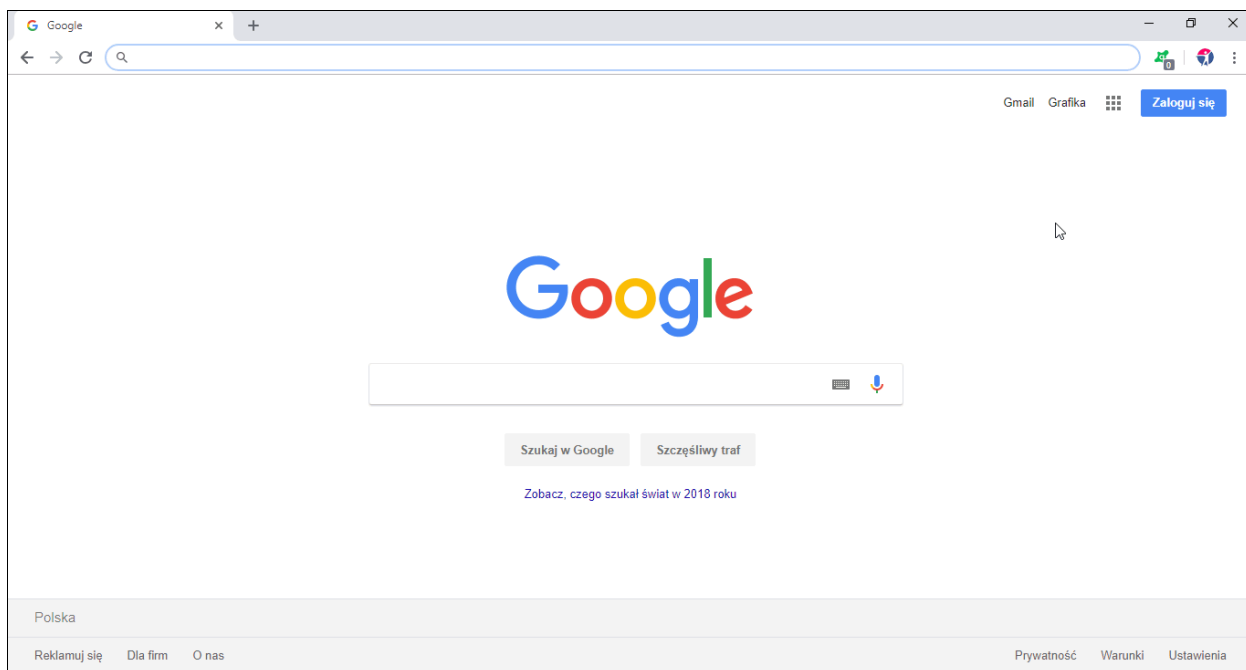 Google
0
Gmail Grafika Zaloguj się
Google
Szukaj w Google Szczęśliwy traf
Zobacz, czego szukał świat w 2018 roku
Polska
Reklamuj się Dla firm O nas Prywatność Warunki Ustawienia